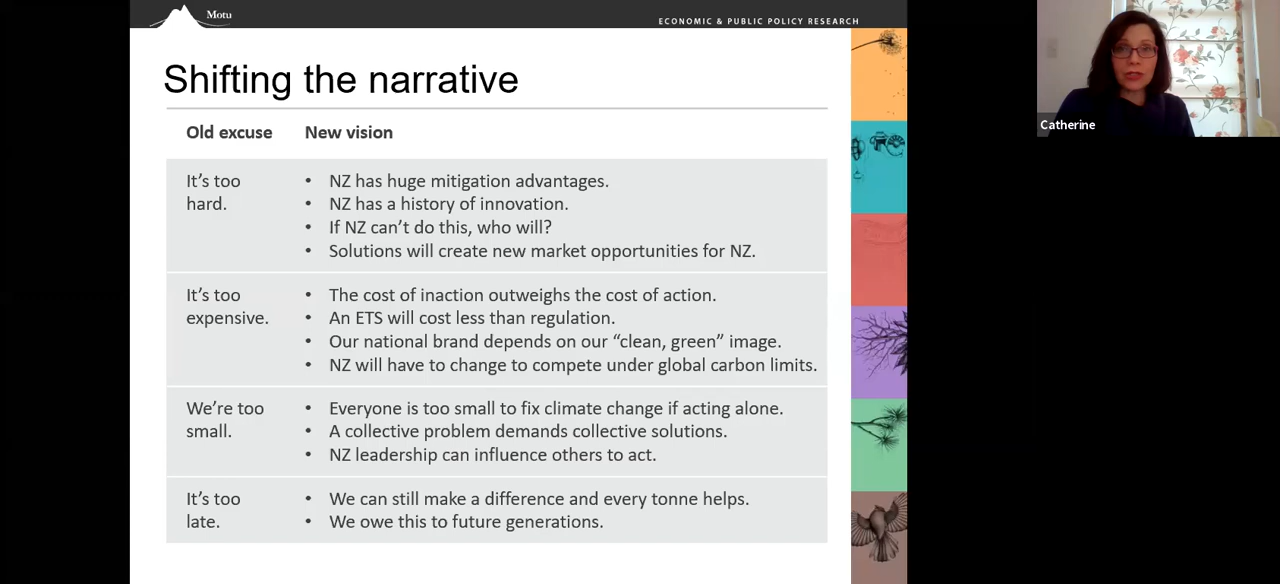 Motu
ECONOMIC & PUBLIC POLICY RESEARCH
Shifting the narrative
Old excuse New vision
It’s too hard.
• NZ has huge mitigation advantages.
• NZ has a history of innovation.
• If NZ can’t do this, who will?
• Solutions will create new market opportunities for NZ.
It’s too expensive.
• The cost of inaction outweighs the cost of action.
• An ETS will cost less than regulation.
• Our national brand depends on our “clean, green” image.
• NZ will have to change to compete under global carbon limits.
We’re too small.
• Everyone is too small to fix climate change if acting alone.
• A collective problem demands collective solutions.
• NZ leadership can influence others to act.
It’s too late.
• We can still make a difference and every tonne helps.
• We owe this to future generations.
Catherine